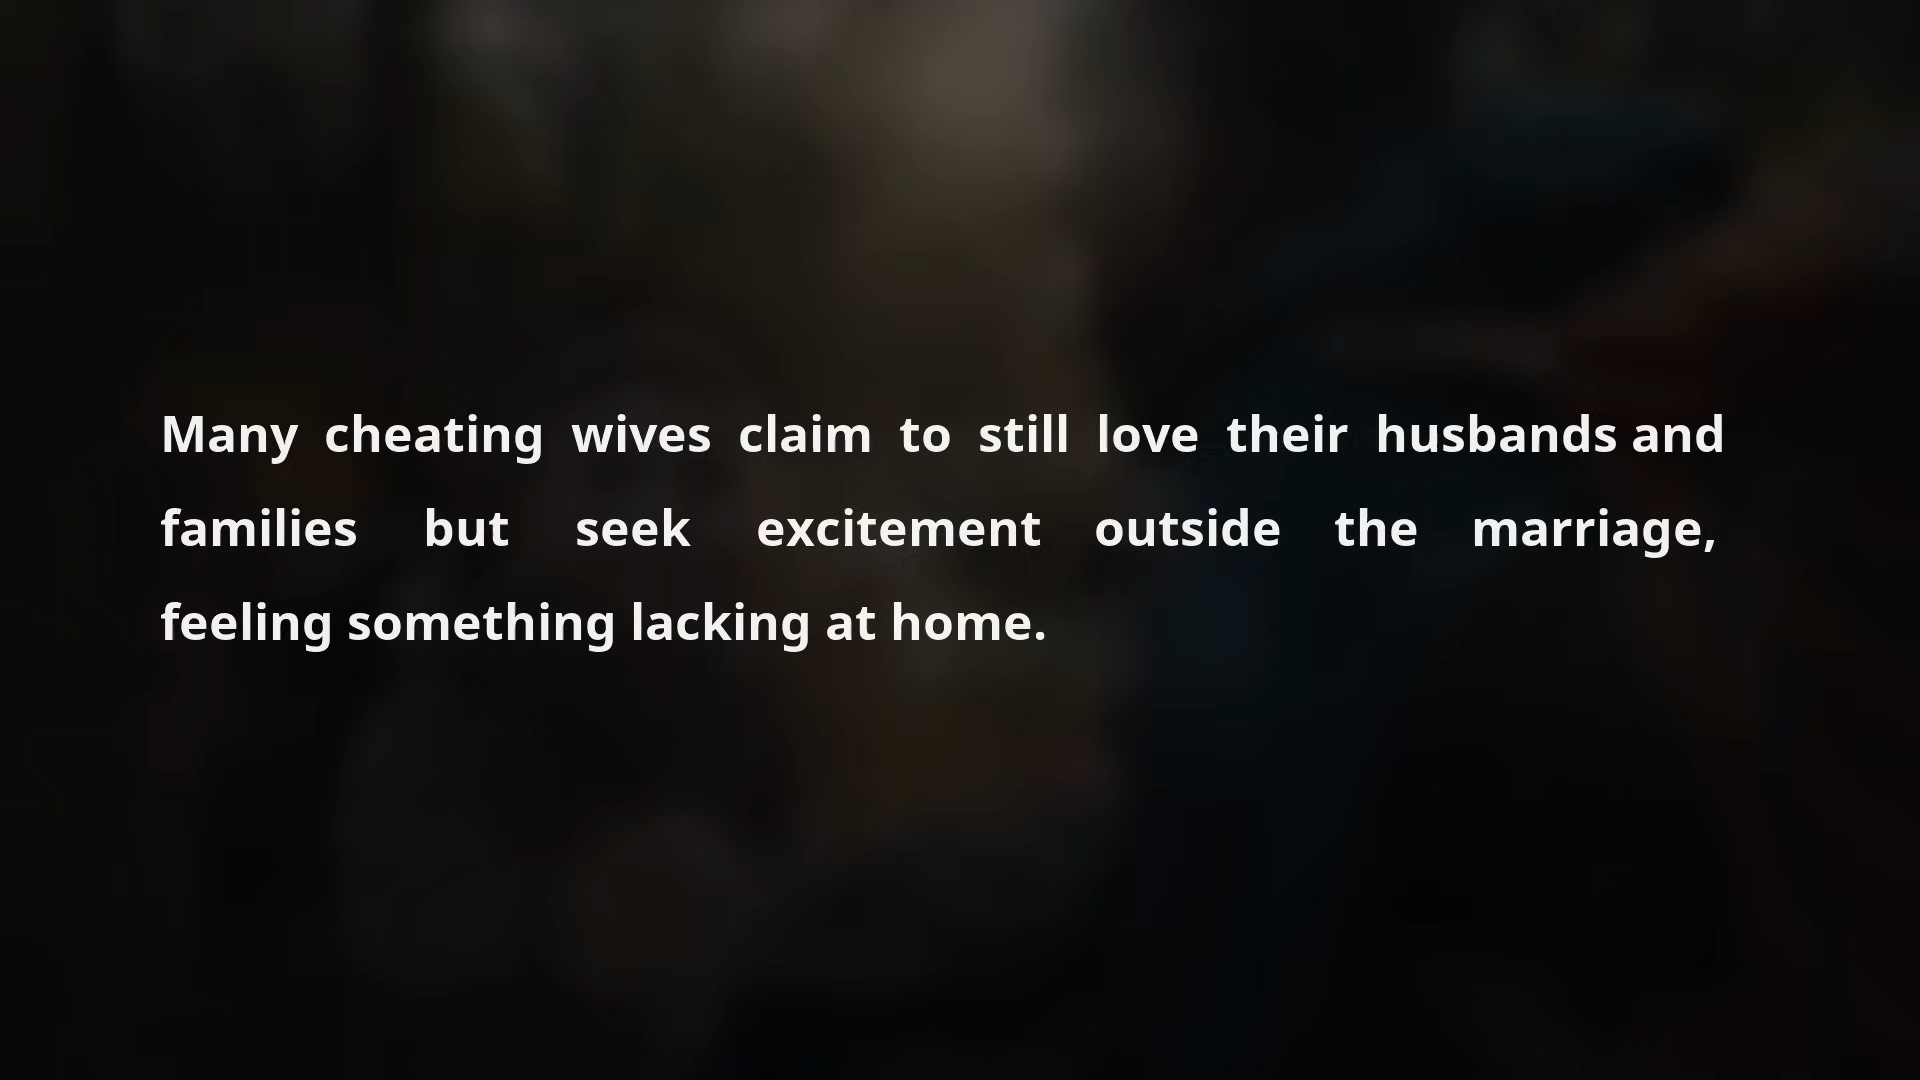 Many cheating wives claim to still love their husbands and
families but seek excitement outside the marriage,
feeling something lacking at home.